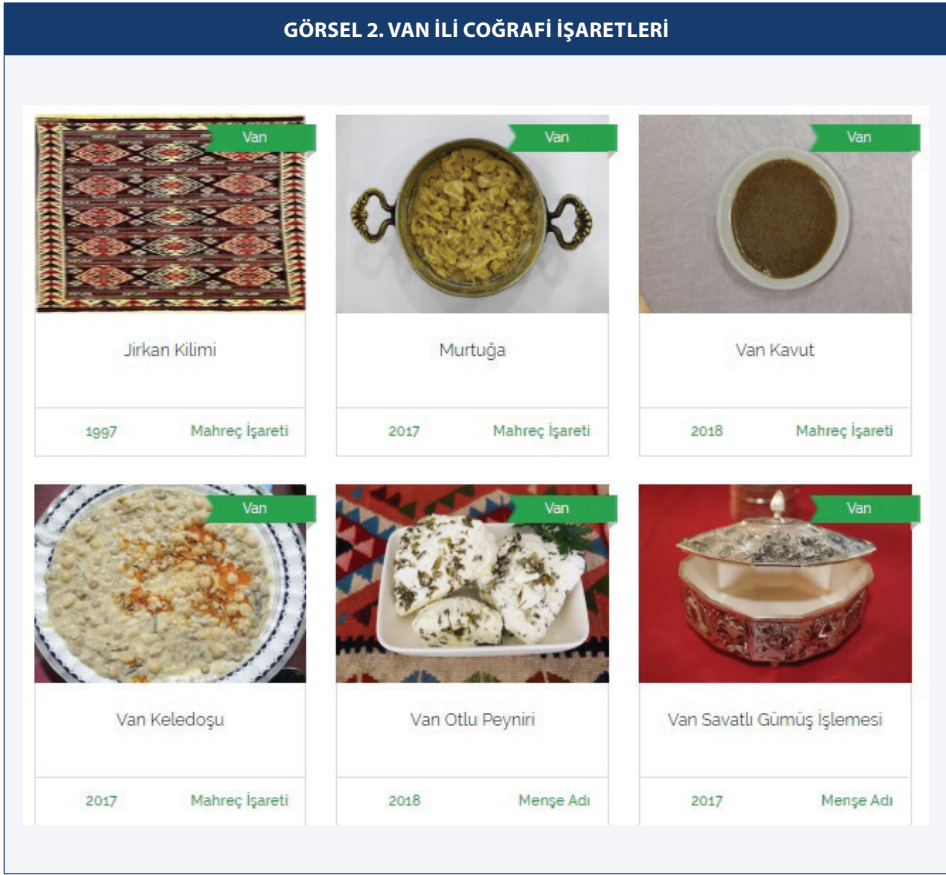 GÖRSEL 2. VAN İLİ COĞRAFİ İŞARETLERİ
Van
Van
Van
Jirkan Kilimi
Murtuğa
Van Kavut
1997 Mahreç İşareti
2017 Mahreç İşareti
2018 Mahreç İşareti
Van
Van
Van
Van Keledoşu
Van Otlu Peyniri
Van Savatlı Gümüş İşlemesi
2017 Mahreç İşareti
2018 Menşe Adı
2017 Menşe Adı